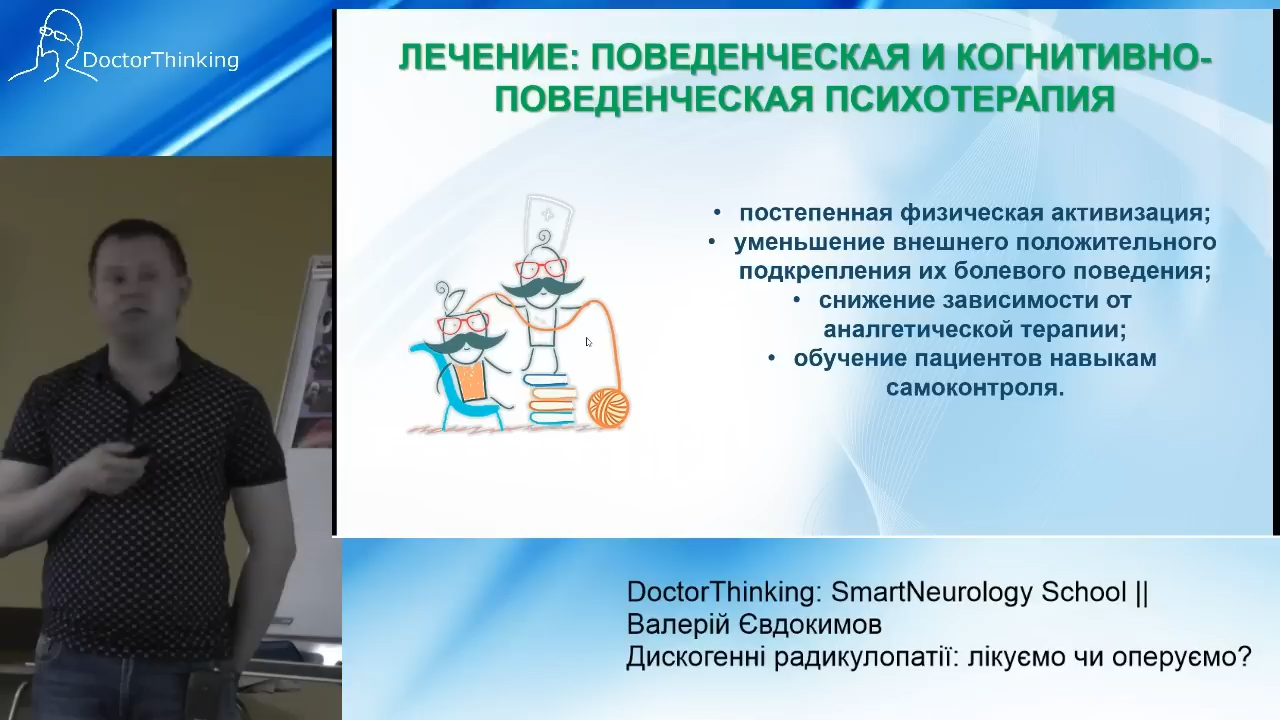 DoctorThinking
ЛЕЧЕНИЕ: ПОВЕДЕНЧЕСКАЯ И КОГНИТИВНО-
ПОВЕДЕНЧЕСКАЯ ПСИХОТЕРАПИЯ
• постепенная физическая активизация;
• уменьшение внешнего положительного
подкрепления их болевого поведения;
• снижение зависимости от
аналгетической терапии;
• обучение пациентов навыкам
самоконтроля.
DoctorThinking: SmartNeurology School ||
Валерій Євдокимов
Дискогенні радикулопатії: лікуємо чи оперуємо?